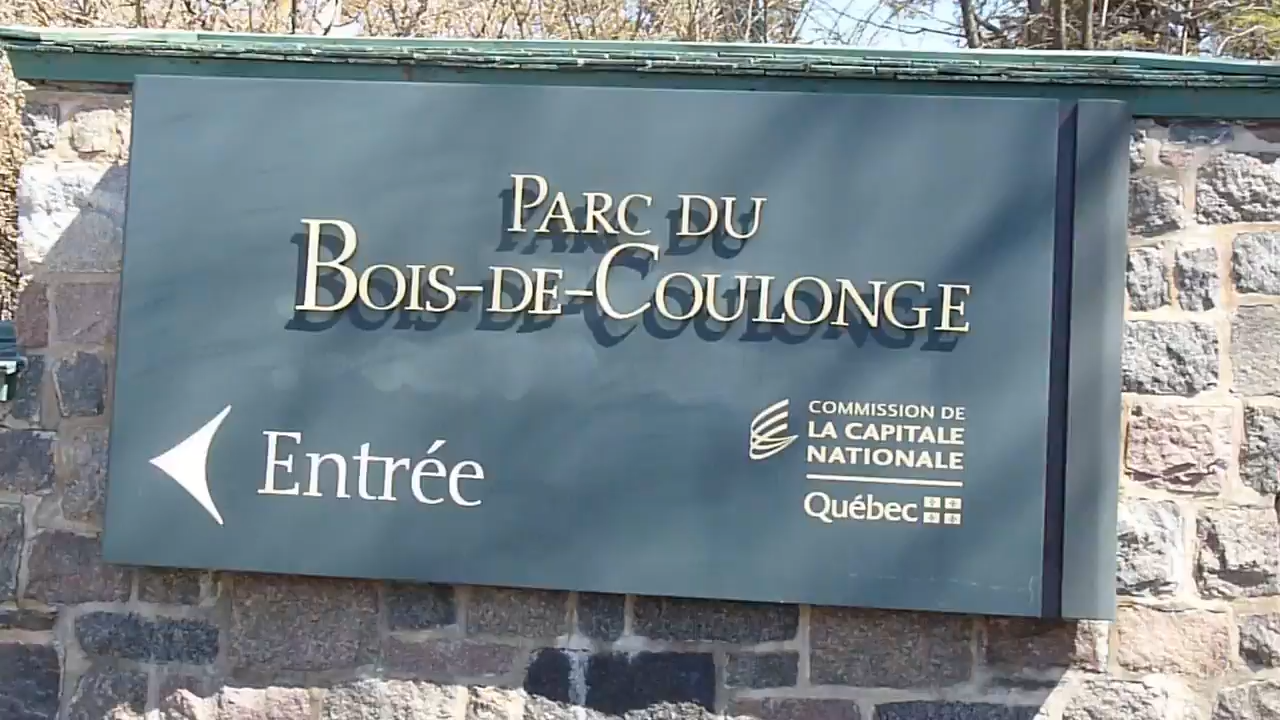 PARC DU
BOIS-DE-COULONGE
Entrée
COMMISSION DE
LA CAPITALE
NATIONALE
Québec